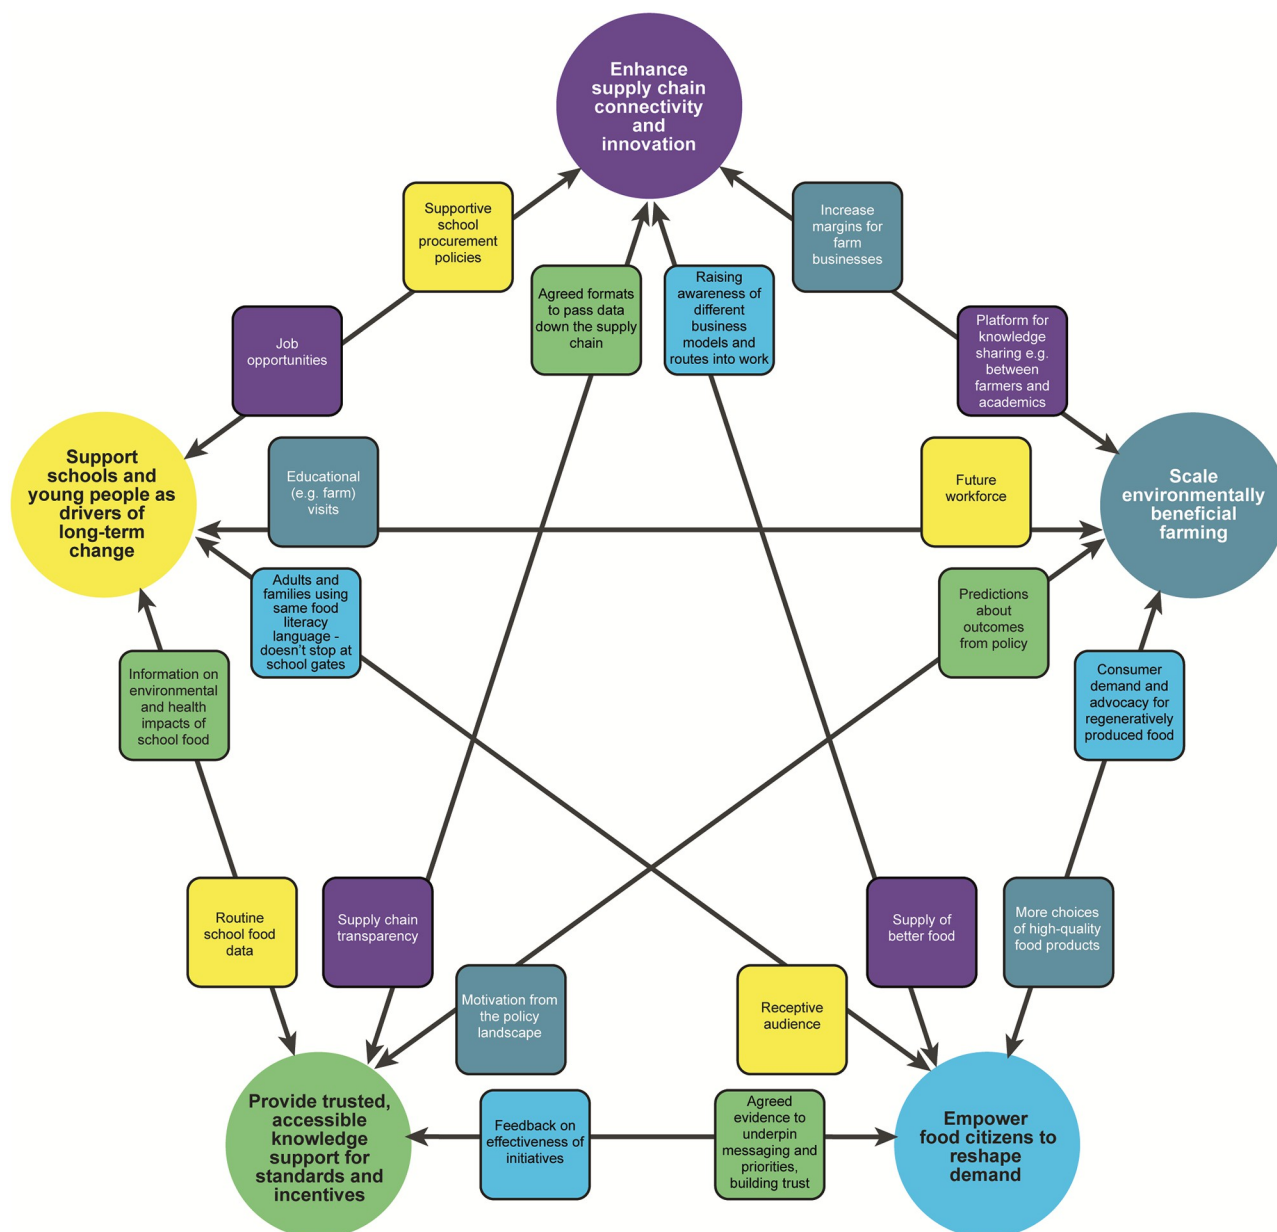 Enhance
supply chain
connectivity
and
innovation
Supportive
school
procurement
policies
Increase
margins for
farm
businesses
Agreed formats
to pass data
down the supply
chain
Raising
awareness of
different
business
models and
routes into work
Job
opportunities
Platform for
knowledge
sharing e.g.
between
farmers and
academics
Support
schools and
young people as
drivers of
long-term
change
Educational
(e.g. farm)
visits
Future
workforce
Scale
environmentally
beneficial
farming
Adults and
families using
same food
literacy
language -
doesn't stop at
school gates
Predictions
about
outcomes
from policy
Information on
environmental
and health
impacts of
school food
Consumer
demand and
advocacy for
regeneratively
produced food
Routine
school food
data
Supply chain
transparency
Supply of
better food
More choices
of high-quality
food products
Motivation from
the policy
landscape
Receptive
audience
Provide trusted,
accessible
knowledge
support for
standards and
incentives
Feedback on
effectiveness of
initiatives
Agreed
evidence to
underpin
messaging and
priorities,
building trust
Empower
food citizens to
reshape
demand